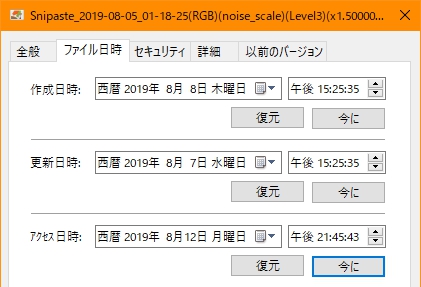 Snipaste_2019-08-05_01-18-25(RGB)(noise_scale)(Level3)(x1.50000...
全般 ファイル日時 セキュリティ 詳細 以前のバージョン
作成日時: 西暦 2019年 8月 8日 木曜日 午後 15:25:35
復元 今に
更新日時: 西暦 2019年 8月 7日 水曜日 午後 15:25:35
復元 今に
アクセス日時: 西暦 2019年 8月12日 月曜日 午後 21:45:43
復元 今に